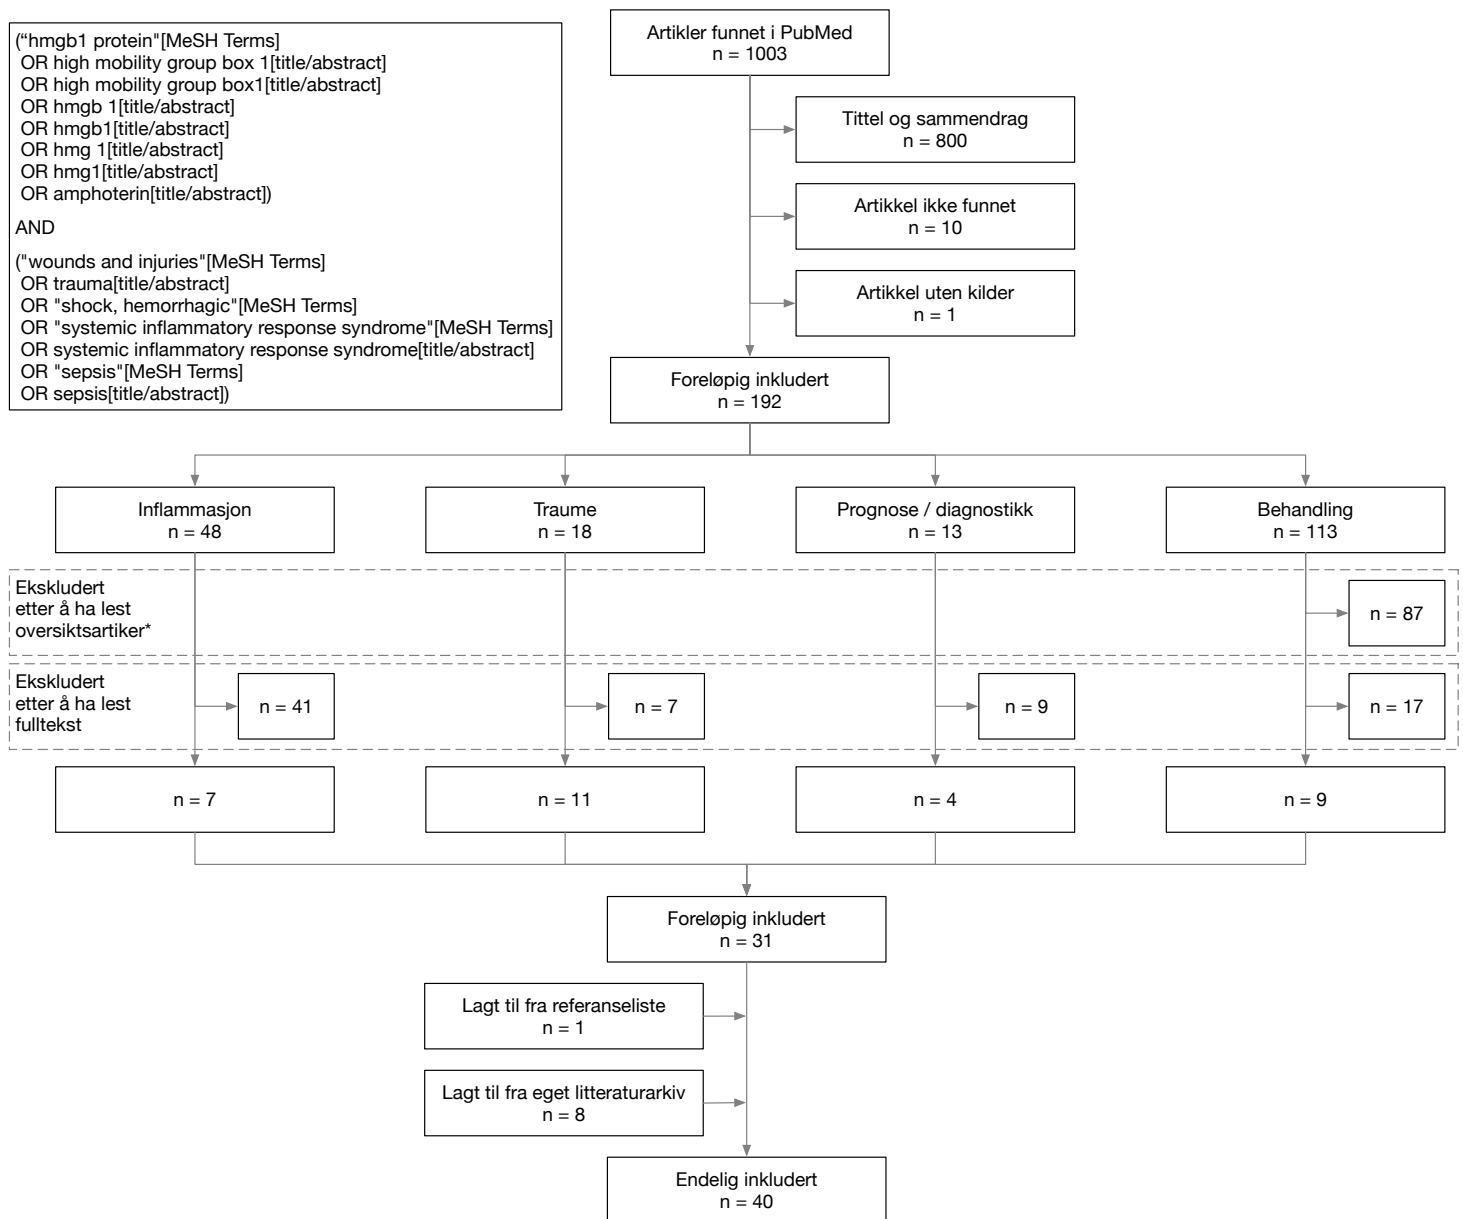 ("hmgb1 protein"[MeSH Terms]
OR high mobility group box 1[title/abstract]
OR high mobility group box1[title/abstract]
OR hmgb 1[title/abstract]
OR hmgb1[title/abstract]
OR hmg 1[title/abstract]
OR hmg1[title/abstract]
OR amphoterin[title/abstract])
AND
("wounds and injuries"[MeSH Terms]
OR trauma[title/abstract]
OR "shock, hemorrhagic"[MeSH Terms]
OR "systemic inflammatory response syndrome"[MeSH Terms]
OR systemic inflammatory response syndrome[title/abstract]
OR "sepsis"[MeSH Terms]
OR sepsis[title/abstract])
Artikler funnet i PubMed
n = 1003
Tittel og sammendrag
n = 800
Artikkel ikke funnet
n = 10
Artikkel uten kilder
n = 1
Foreløpig inkludert
n = 192
Inflammasjon
n = 48
Traume
n = 18
Prognose / diagnostikk
n = 13
Behandling
n = 113
Ekskludert
etter å ha lest
oversiktsartiker*
n = 87
Ekskludert
etter å ha lest
fulltekst
n = 41
n = 7
n = 9
n = 17
n = 7
n = 11
n = 4
n = 9
Foreløpig inkludert
n = 31
Lagt til fra referanseliste
n = 1
Lagt til fra eget litteraturarkiv
n = 8
Endelig inkludert
n = 40